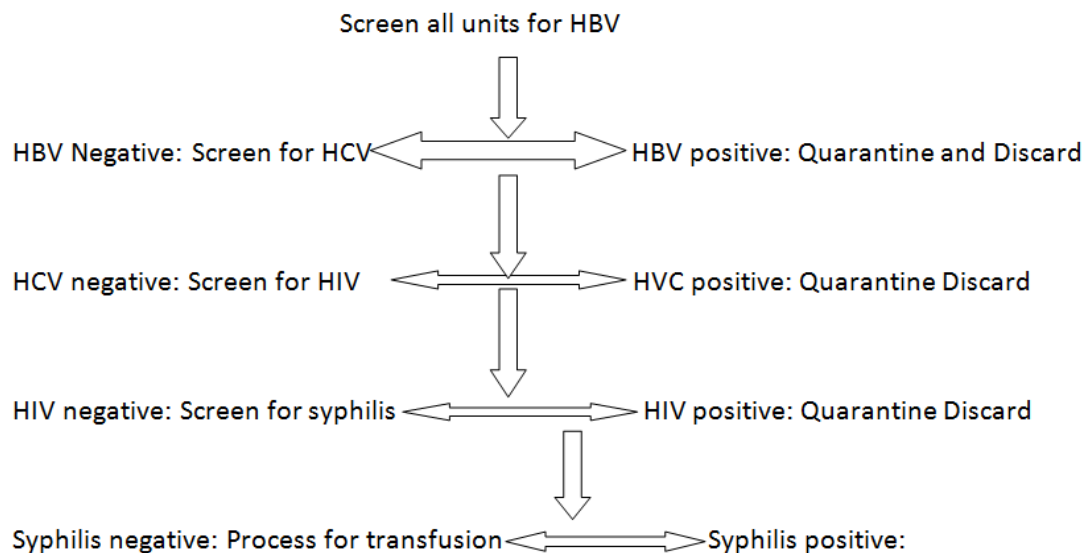 Screen all units for HBV
HBV Negative: Screen for HCV
HBV positive: Quarantine and Discard
HCV negative: Screen for HIV
HVC positive: Quarantine Discard
HIV negative: Screen for syphilis
HIV positive: Quarantine Discard
Syphilis negative: Process for transfusion
Syphilis positive: